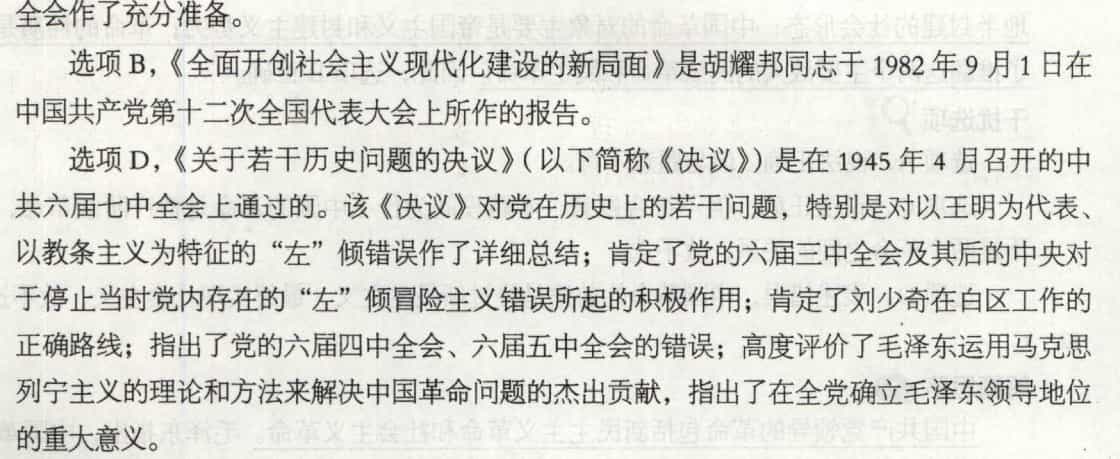 全会作了充分准备。
选项 B，《全面开创社会主义现代化建设的新局面》是胡耀邦同志于 1982 年 9 月 1 日在
中国共产党第十二次全国代表大会上所作的报告。
选项 D，《关于若干历史问题的决议》（以下简称《决议》）是在 1945 年 4 月召开的中
共六届七中全会上通过的。该《决议》对党在历史上的若干问题，特别是对以王明为代表、
以教条主义为特征的“左”倾错误作了详细总结；肯定了党的六届三中全会及其后的中央对
于停止当时党内存在的“左”倾冒险主义错误所起的积极作用；肯定了刘少奇在白区工作的
正确路线；指出了党的六届四中全会、六届五中全会的错误；高度评价了毛泽东运用马克思
列宁主义的理论和方法来解决中国革命问题的杰出贡献，指出了在全党确立毛泽东领导地位
的重大意义。